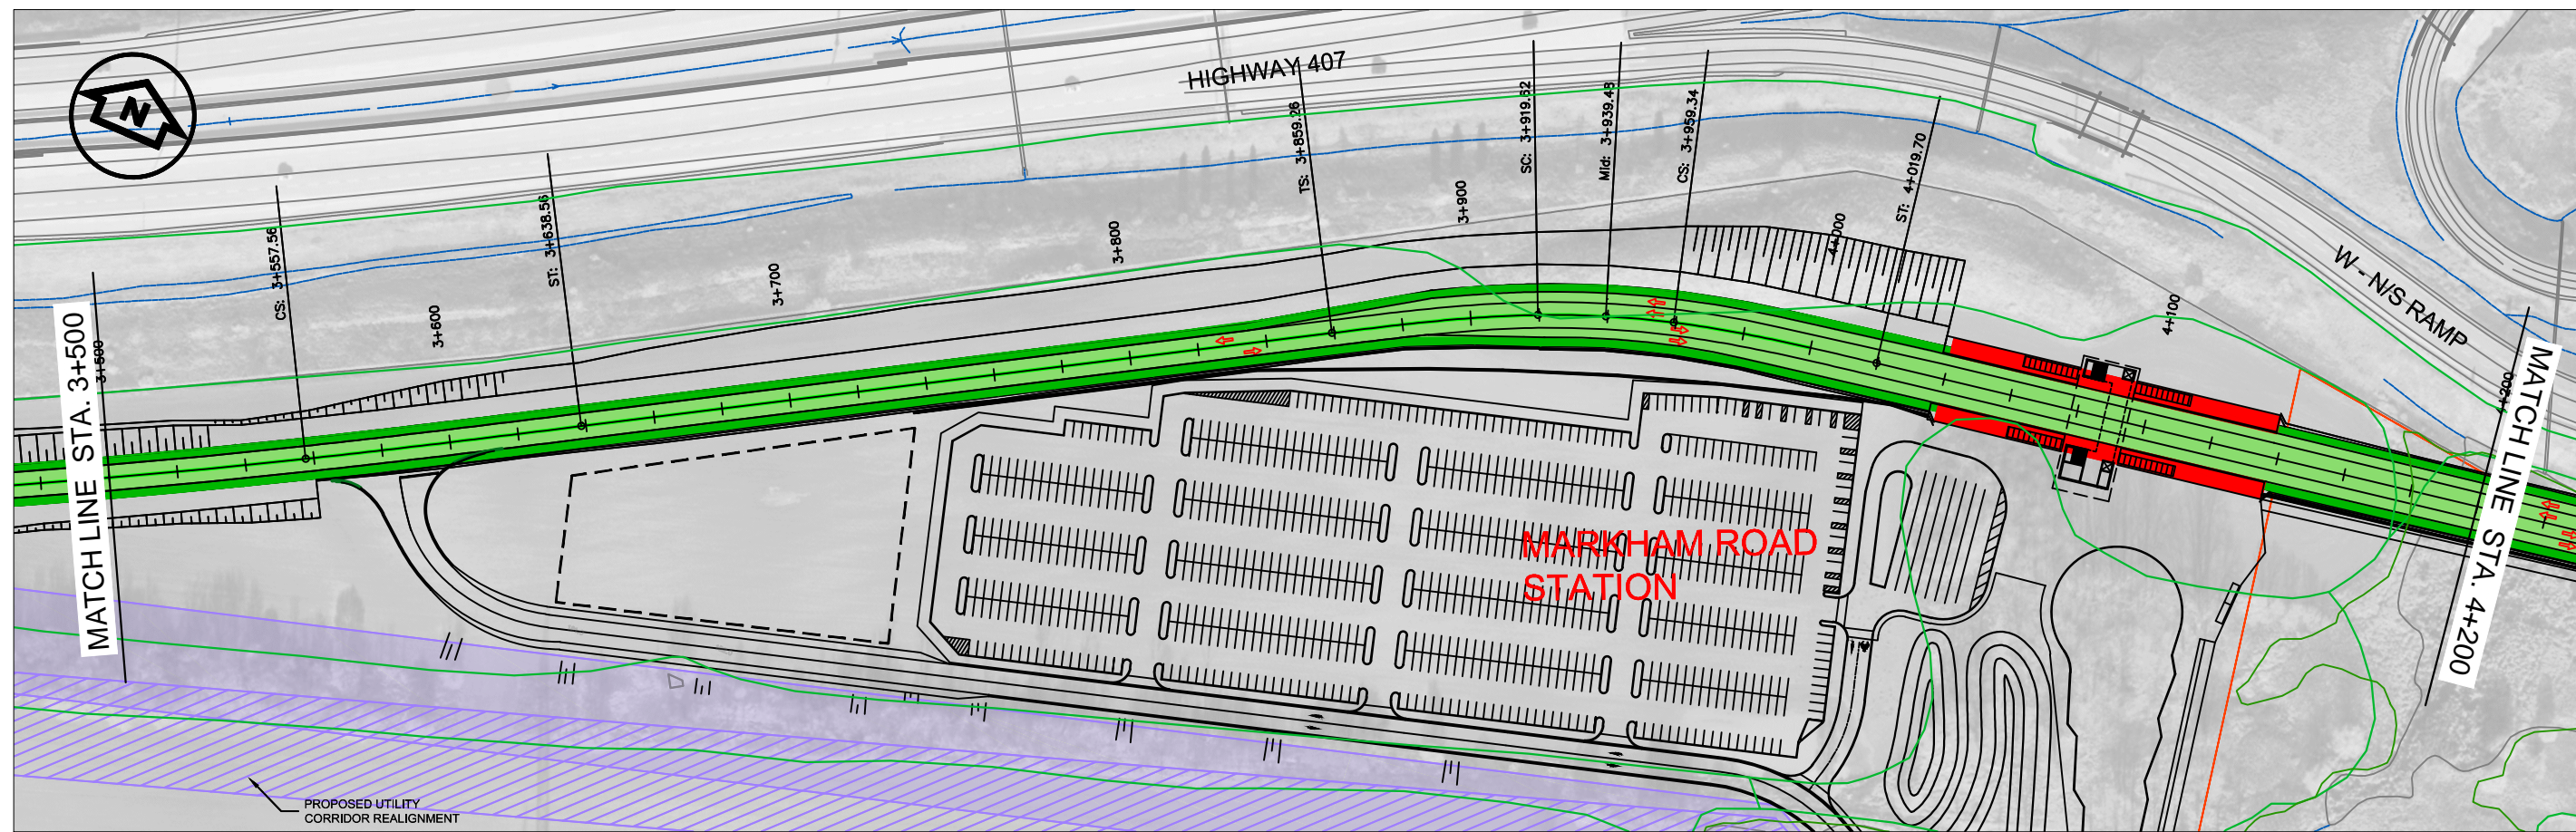 N
HIGHWAY 407
CS: 3+557.56
ST: 3+638.56
TS: 3+859.26
SC: 3+919.62
Mid: 3+939.48
CS: 3+959.34
ST: 4+019.70
3+500
3+600
3+700
3+800
3+900
4+000
4+100
4+200
W - N/S RAMP
MATCH LINE STA. 3+500
MATCH LINE STA. 4+200
MARKHAM ROAD
STATION
PROPOSED UTILITY
CORRIDOR REALIGNMENT